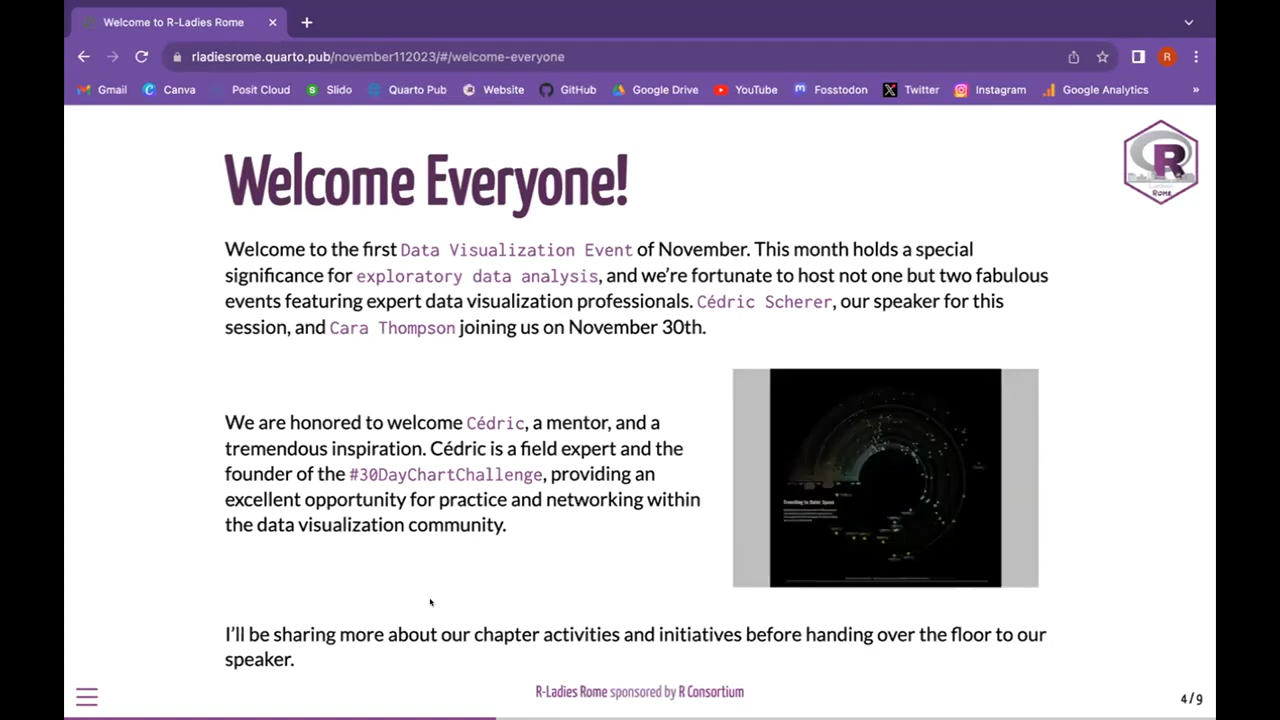 Welcome to R-Ladies Rome
rladiesrome.quarto.pub/november112023/#/welcome-everyone
R
Gmail Canva Posit Cloud Slido Quarto Pub Website GitHub Google Drive YouTube Fosstodon Twitter Instagram Google Analytics »
R
ROME
Welcome Everyone!
Welcome to the first Data Visualization Event of November. This month holds a special
significance for exploratory data analysis, and we're fortunate to host not one but two fabulous
events featuring expert data visualization professionals. Cédric Scherer, our speaker for this
session, and Cara Thompson joining us on November 30th.
We are honored to welcome Cédric, a mentor, and a
tremendous inspiration. Cédric is a field expert and the
founder of the #30DayChartChallenge, providing an
excellent opportunity for practice and networking within
the data visualization community.
I'll be sharing more about our chapter activities and initiatives before handing over the floor to our
speaker.
R-Ladies Rome sponsored by R Consortium
4 / 9